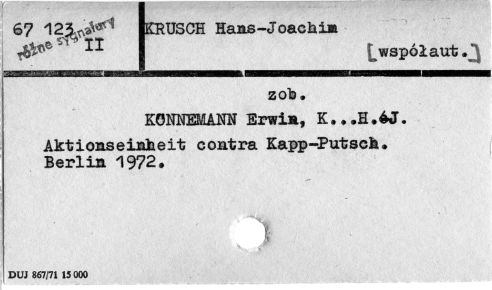 67 123 II
różne sygnatury
KRUSCH Hans-Joachim
[współaut.]
zob.
KÖNNEMANN Erwin, K...H.-J.
Aktionseinheit contra Kapp-Putsch.
Berlin 1972.
DUJ 867/71 15 000